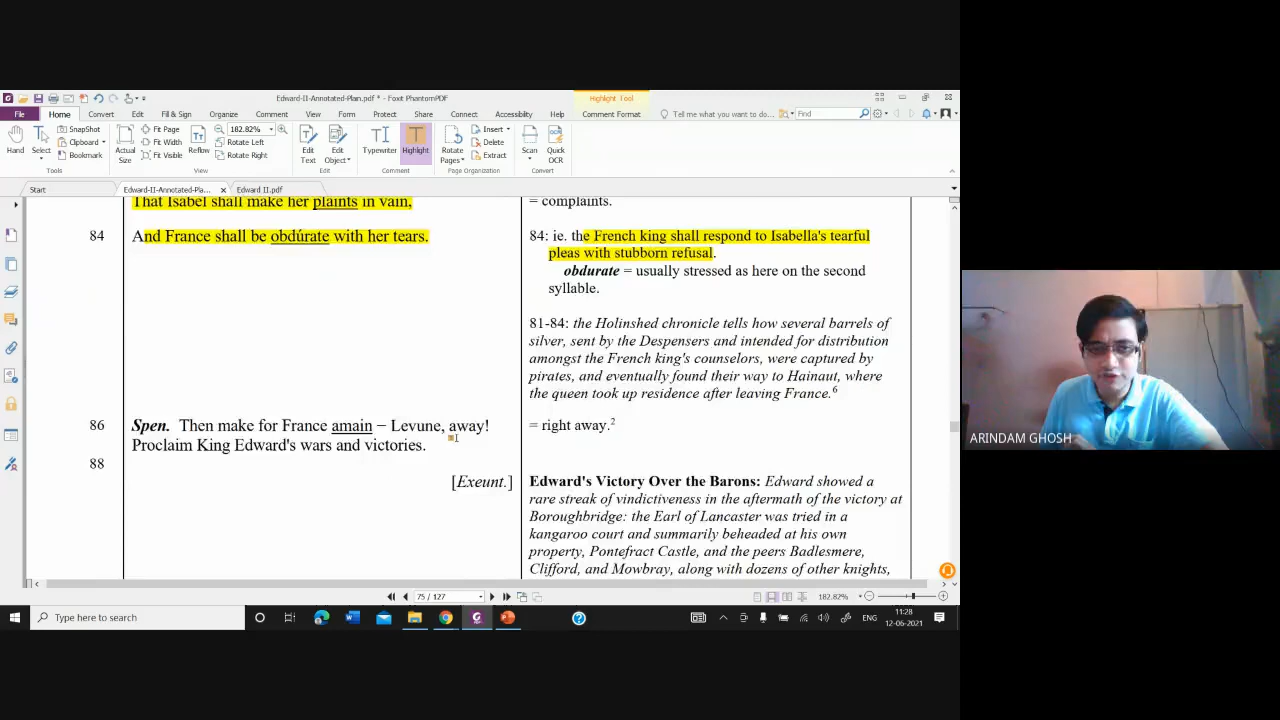 Edward-II-Annotated-Plain.pdf * - Foxit PhantomPDF
Highlight Tool
File Home Convert Edit Fill & Sign Organize Comment View Form Protect Share Connect Accessibility Help Comment Format Tell me what you want to do... Find
Hand Select SnapShot Clipboard Bookmark Actual Size Fit Page Fit Width Fit Visible Reflow 182.82% Rotate Left Rotate Right Edit Text Edit Object Typewriter Highlight Rotate Pages Insert Delete Extract Scan Quick OCR
Tools View Edit Comment Page Organization Convert
Start Edward-II-Annotated-Pla... Edward II.pdf
That Isabel shall make her plaints in vain,
= complaints.
84 And France shall be obdúrate with her tears.
84: ie. the French king shall respond to Isabella's tearful
pleas with stubborn refusal.
obdurate = usually stressed as here on the second
syllable.
81-84: the Holinshed chronicle tells how several barrels of
silver, sent by the Despensers and intended for distribution
amongst the French king's counselors, were captured by
pirates, and eventually found their way to Hainaut, where
the queen took up residence after leaving France.6
86 Spen. Then make for France amain − Levune, away!
= right away.2
Proclaim King Edward's wars and victories.
88
[Exeunt.]
Edward's Victory Over the Barons: Edward showed a
rare streak of vindictiveness in the aftermath of the victory at
Boroughbridge: the Earl of Lancaster was tried in a
kangaroo court and summarily beheaded at his own
property, Pontefract Castle, and the peers Badlesmere,
Clifford, and Mowbray, along with dozens of other knights,
75 / 127
182.82%
Type here to search
ENG
11:28
12-06-2021
ARINDAM GHOSH